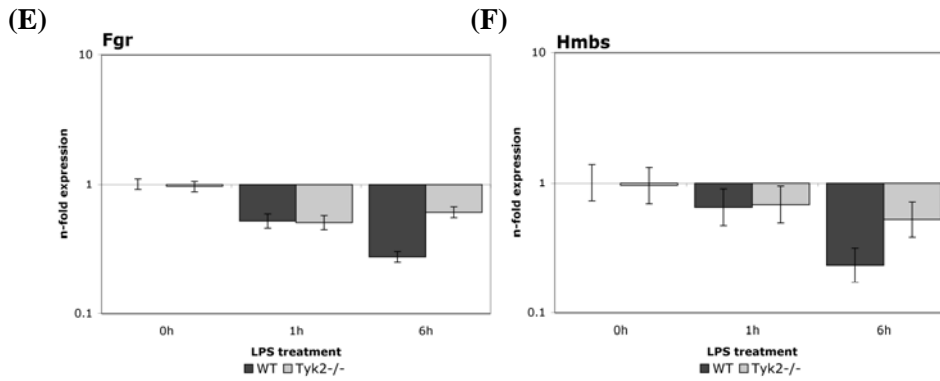 (E)
Fgr
10
1
0.1
n-fold expression
0h 1h 6h
LPS treatment
WT Tyk2-/-
(F)
Hmbs
10
1
0.1
n-fold expression
0h 1h 6h
LPS treatment
WT Tyk2-/-